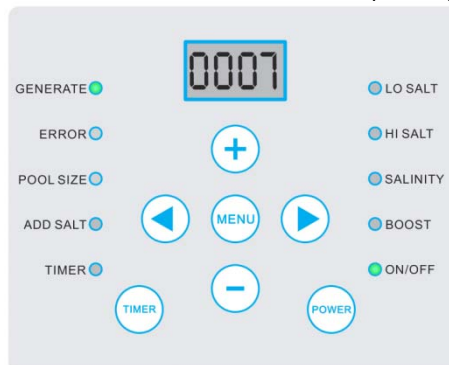 0007
GENERATE
LO SALT
ERROR
HI SALT
+
POOL SIZE
SALINITY
MENU
ADD SALT
BOOST
TIMER
ON/OFF
−
TIMER
POWER